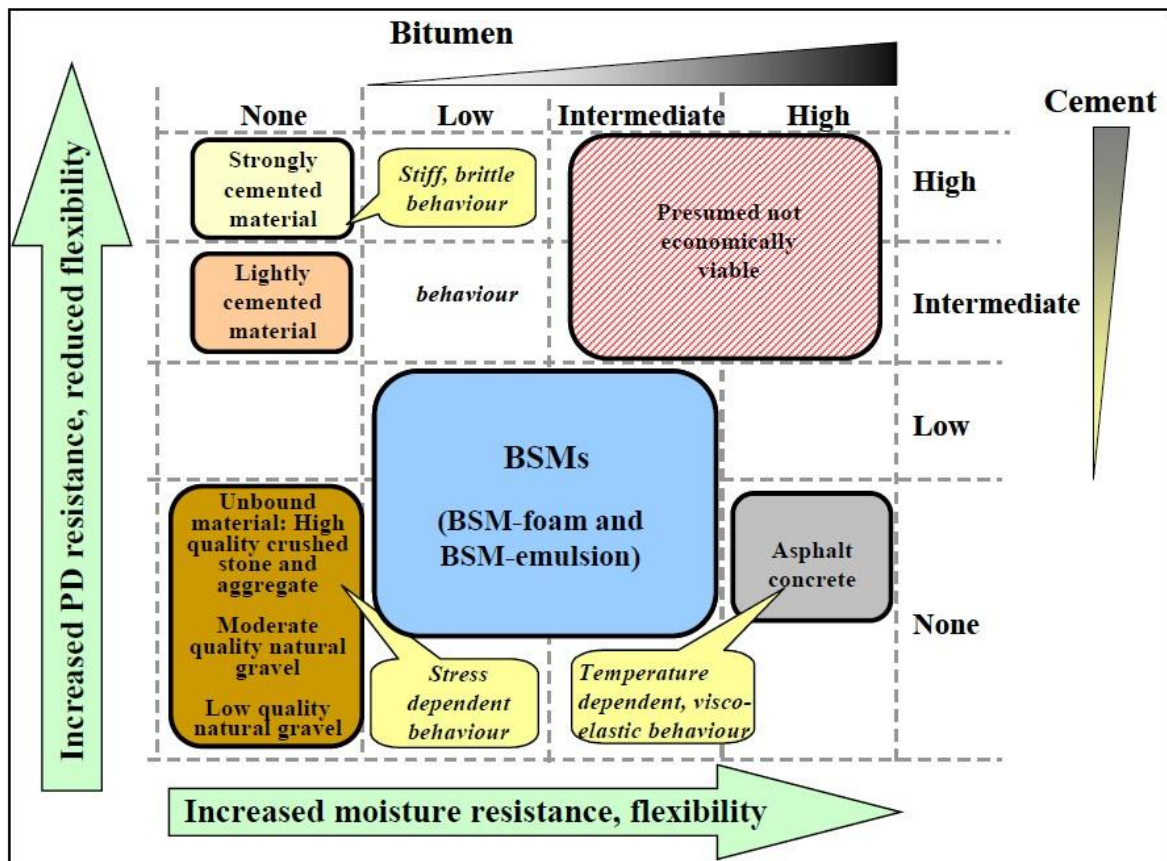 Bitumen
Cement
None
Low
Intermediate
High
Strongly
cemented
material
Stiff, brittle
behaviour
Presumed not
economically
viable
High
Lightly
cemented
material
behaviour
Intermediate
BSMs
(BSM-foam and
BSM-emulsion)
Low
Unbound
material: High
quality crushed
stone and
aggregate
Moderate
quality natural
gravel
Low quality
natural gravel
Stress
dependent
behaviour
Asphalt
concrete
Temperature
dependent, visco-
elastic behaviour
None
Increased PD resistance, reduced flexibility
Increased moisture resistance, flexibility